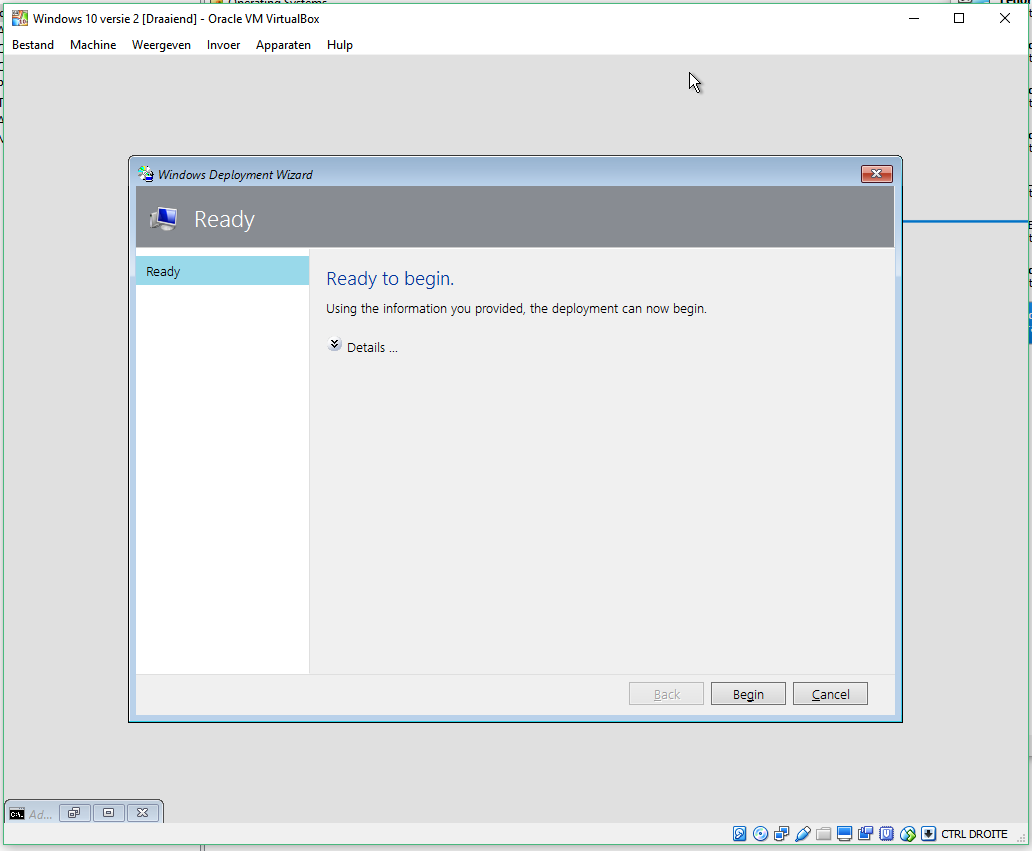 Operating Systems
Windows 10 versie 2 [Draaiend] - Oracle VM VirtualBox
Bestand Machine Weergeven Invoer Apparaten Hulp
Windows Deployment Wizard
Ready
Ready
Ready to begin.
Using the information you provided, the deployment can now begin.
Details ...
Back Begin Cancel
C:\. Ad...
CTRL DROITE